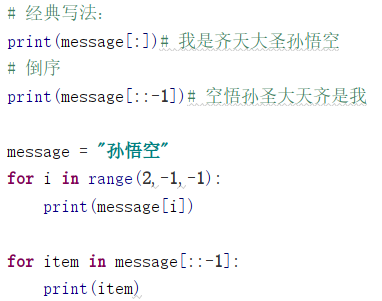 # 经典写法：
print(message[:])# 我是齐天大圣孙悟空
# 倒序
print(message[::-1])# 空悟孙圣大天齐是我
message = "孙悟空"
for i in range(2,-1,-1):
    print(message[i])
for item in message[::-1]:
    print(item)